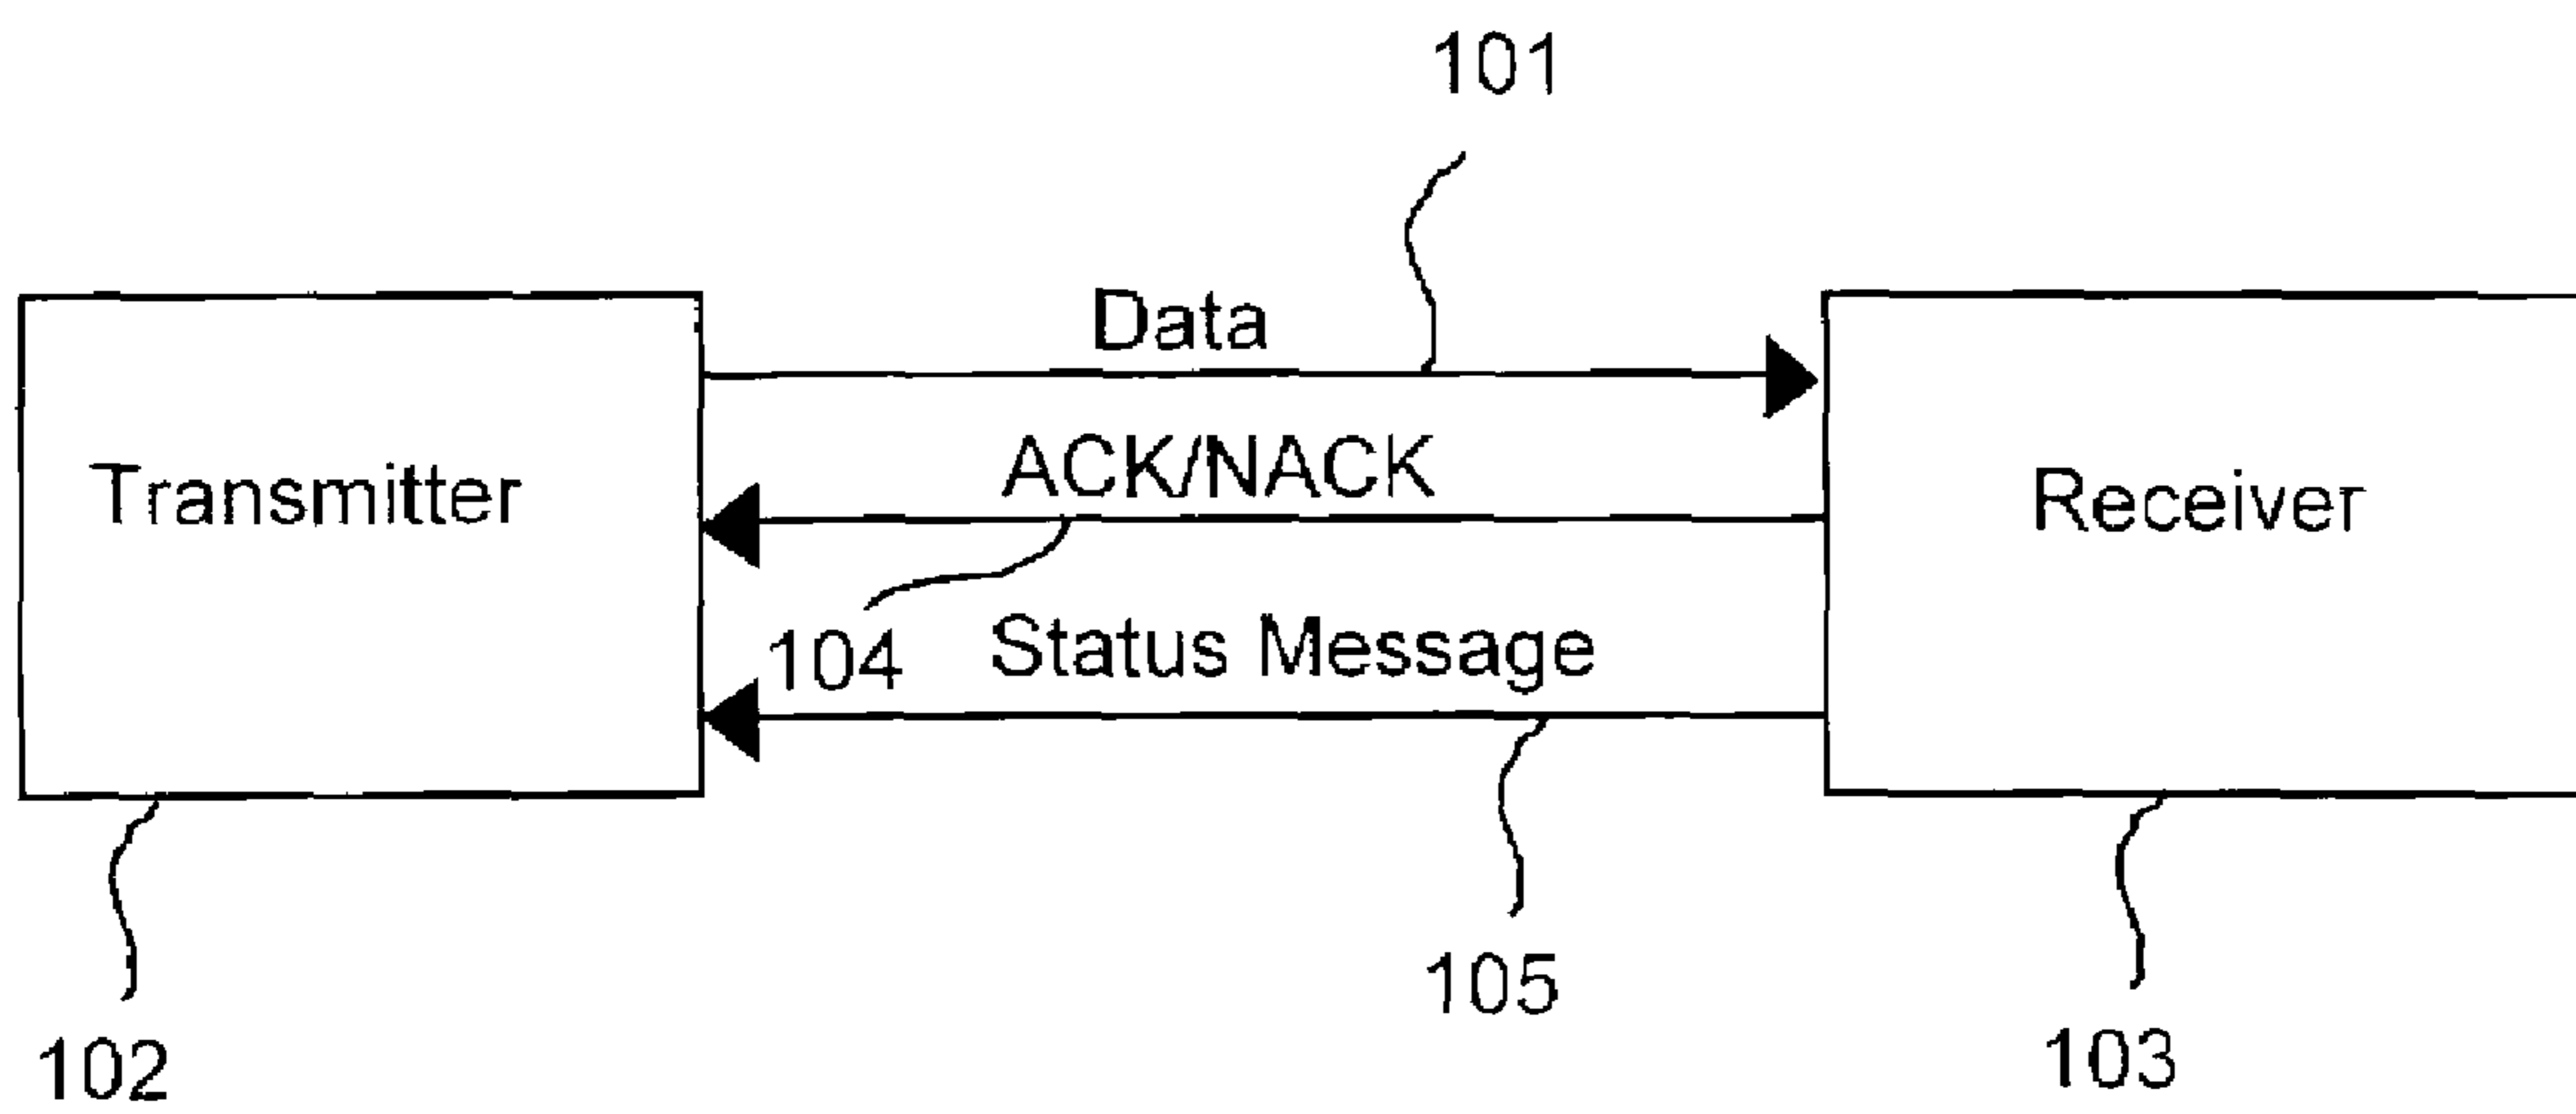 101
Data
ACK/NACK
Transmitter
Receiver
104
Status Message
105
102
103